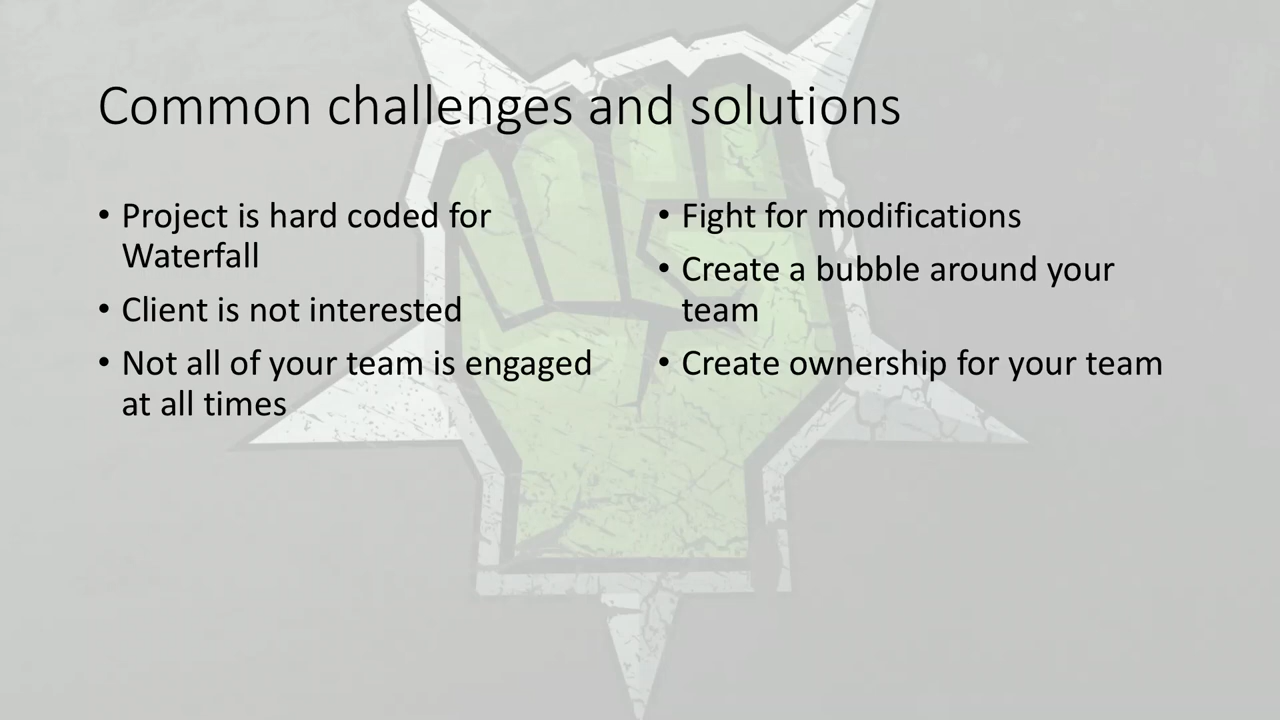 Common challenges and solutions
• Project is hard coded for
Waterfall
• Client is not interested
• Not all of your team is engaged
at all times
• Fight for modifications
• Create a bubble around your
team
• Create ownership for your team